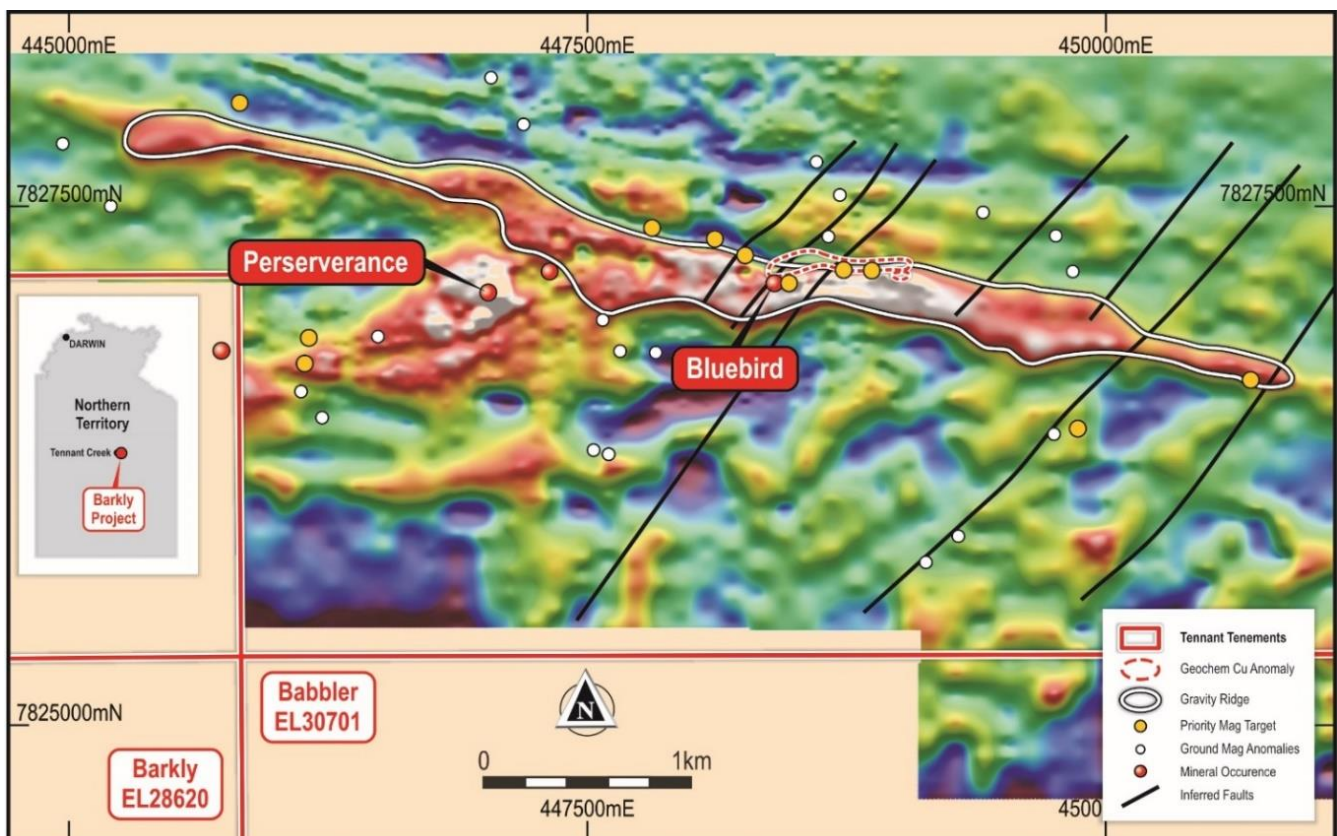 445000mE
447500mE
450000mE
7827500mN
7827500mN
Perserverance
Bluebird
DARWIN
Northern
Territory
Tennant Creek
Barkly
Project
Babbler
EL30701
Barkly
EL28620
7825000mN
N
0
1km
447500mE
Tennant Tenements
Geochem Cu Anomaly
Gravity Ridge
Priority Mag Target
Ground Mag Anomalies
Mineral Occurence
Inferred Faults